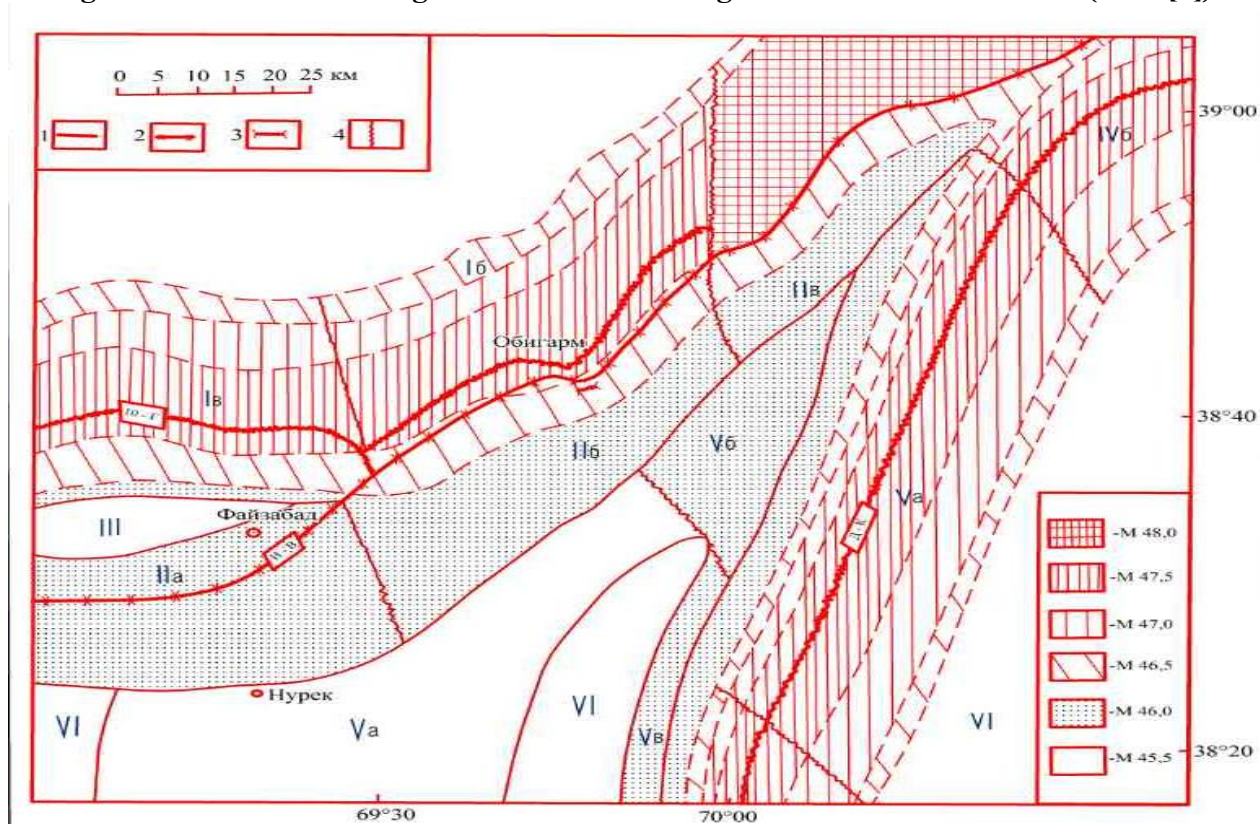 0 5 10 15 20 25 км
1 2 3 4
39°00
IVб
Iб
IIв
Обигарм
Iв
Ю-Г
38°40
IIб
Vб
Vа
III
Файзабад
И-В
Д-К
IIа
-М 48,0
-М 47,5
-М 47,0
-М 46,5
-М 46,0
-М 45,5
Нурек
VI
Vа
VI
Vв
VI
38°20
69°30
70°00